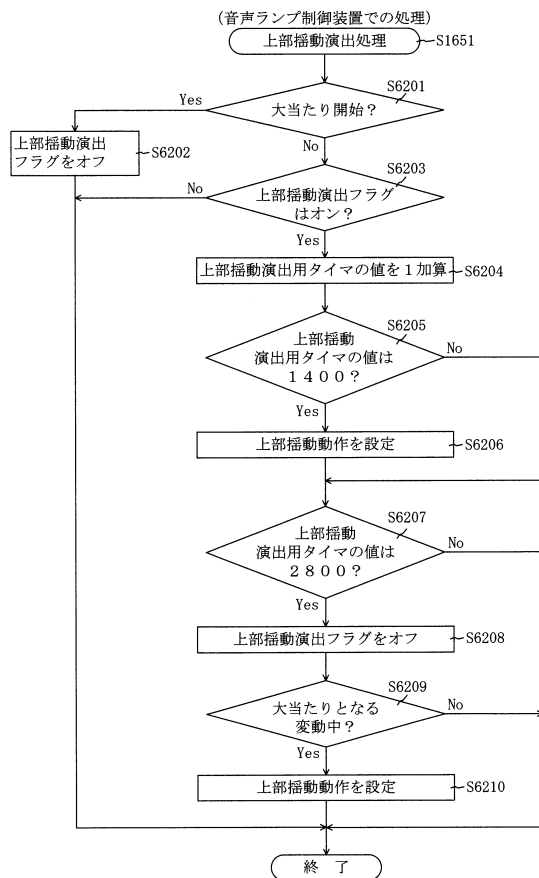 （音声ランプ制御装置での処理）
上部揺動演出処理
S1651
S6201
大当たり開始？
Yes
No
上部揺動演出
フラグをオフ
S6202
S6203
上部揺動演出フラグ
はオン？
No
Yes
上部揺動演出用タイマの値を１加算
S6204
S6205
上部揺動
演出用タイマの値は
１４００？
No
Yes
上部揺動動作を設定
S6206
S6207
上部揺動
演出用タイマの値は
２８００？
No
Yes
上部揺動演出フラグをオフ
S6208
S6209
大当たりとなる
変動中？
No
Yes
上部揺動動作を設定
S6210
終　了